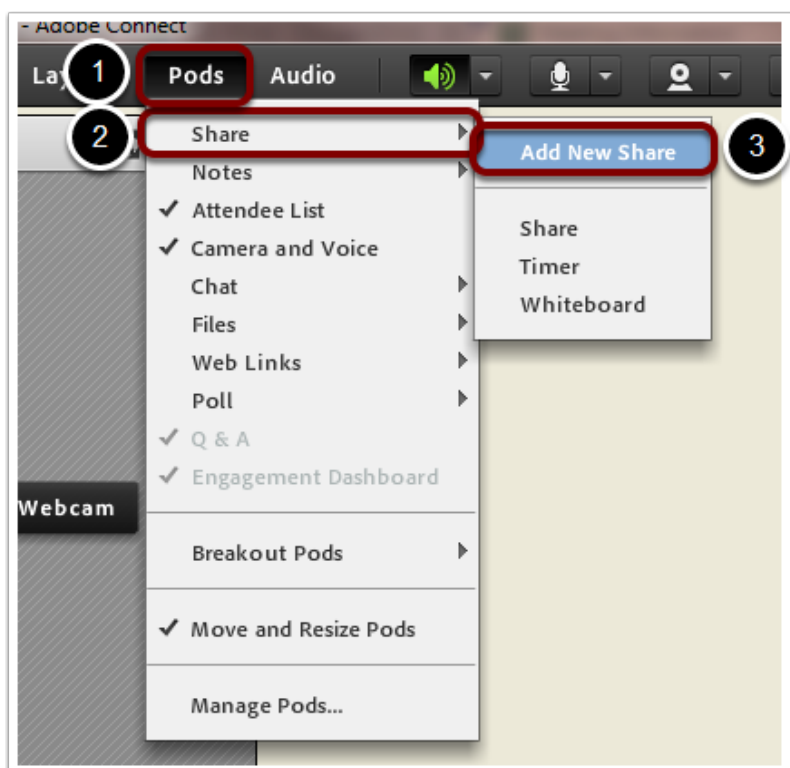 - Adobe Connect
La
1
Pods
Audio
2
Share
Add New Share
3
Notes
Attendee List
Camera and Voice
Chat
Files
Web Links
Poll
Q & A
Engagement Dashboard
Breakout Pods
Move and Resize Pods
Manage Pods...
Share
Timer
Whiteboard
Webcam